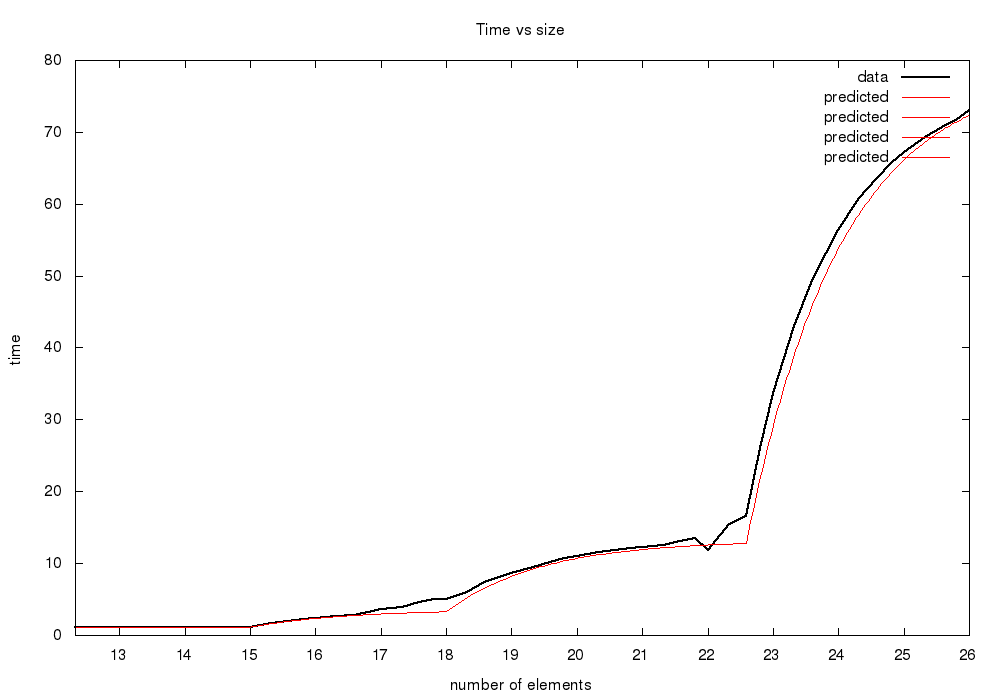 Time vs size
80
70
60
50
40
30
20
10
0
time
data
predicted
predicted
predicted
predicted
13 14 15 16 17 18 19 20 21 22 23 24 25 26
number of elements